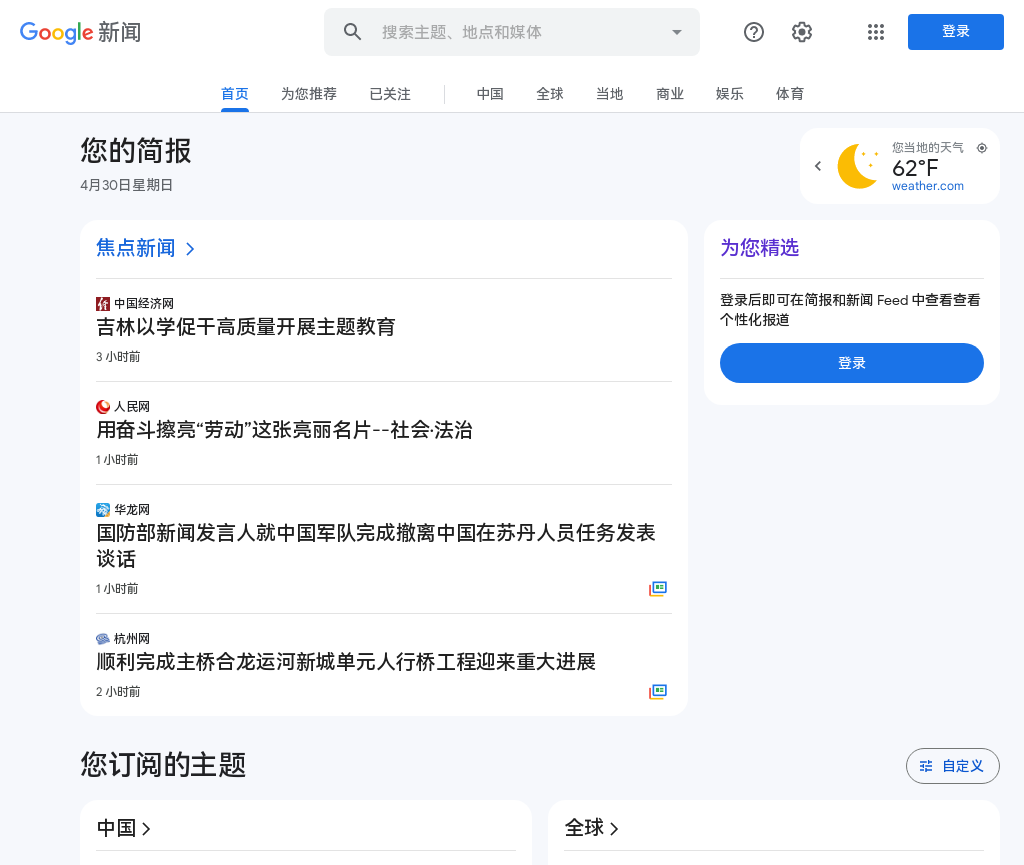 Google 新闻
搜索主题、地点和媒体
登录
首页 为您推荐 已关注 中国 全球 当地 商业 娱乐 体育
您的简报
4月30日星期日
您当地的天气
62°F
weather.com
焦点新闻
中国经济网
吉林以学促干高质量开展主题教育
3 小时前
人民网
用奋斗擦亮“劳动”这张亮丽名片--社会·法治
1 小时前
华龙网
国防部新闻发言人就中国军队完成撤离中国在苏丹人员任务发表
谈话
1 小时前
杭州网
顺利完成主桥合龙运河新城单元人行桥工程迎来重大进展
2 小时前
为您精选
登录后即可在简报和新闻 Feed 中查看查看
个性化报道
登录
您订阅的主题
自定义
中国
全球